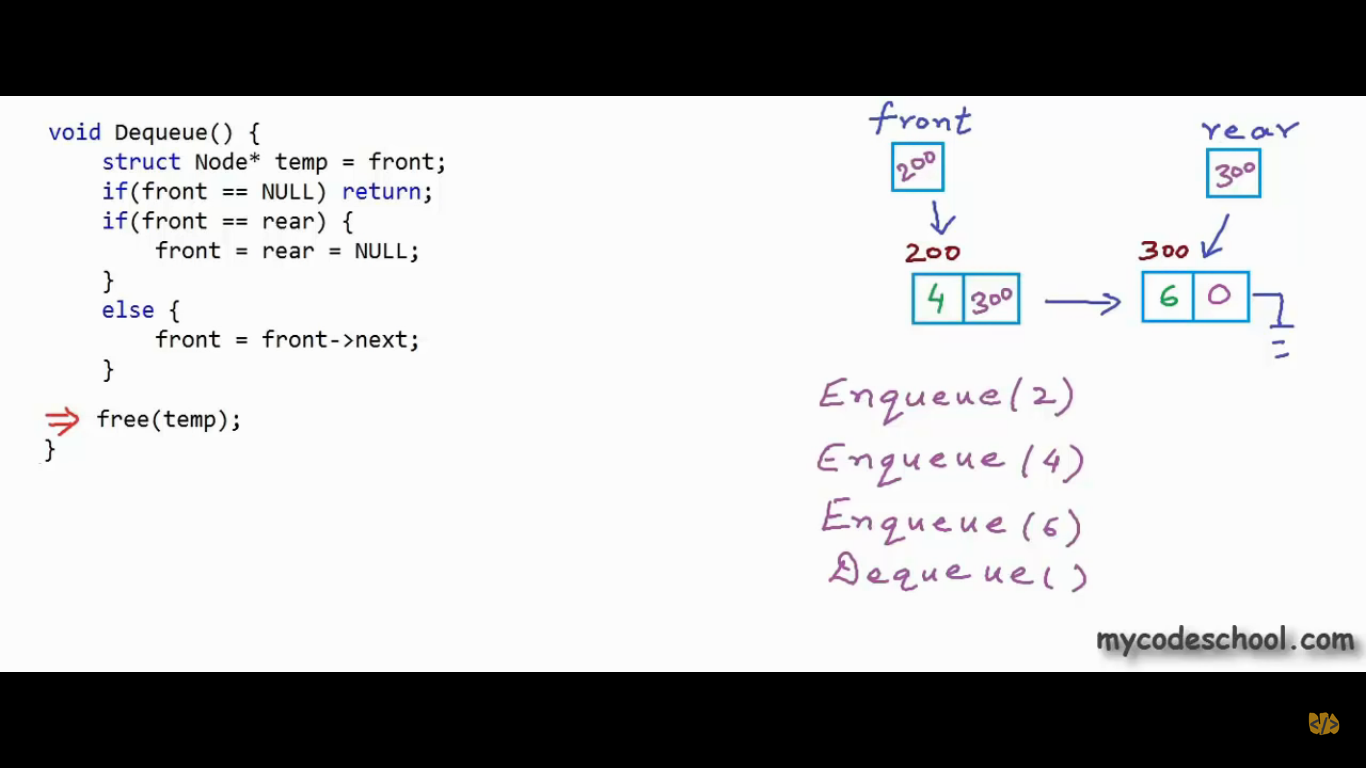 void Dequeue() {
struct Node* temp = front;
if(front == NULL) return;
if(front == rear) {
front = rear = NULL;
}
else {
front = front->next;
}
free(temp);
}
front
rear
200
300
200
300
4 300
6 0
Enqueue(2)
Enqueue (4)
Enqueue (6)
Dequeue( )
mycodeschool.com